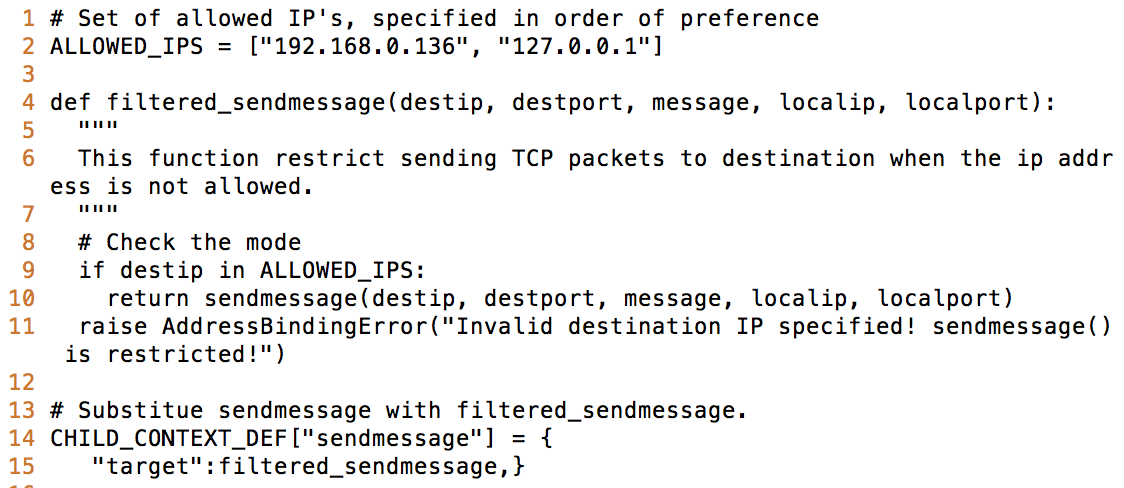 1 # Set of allowed IP's, specified in order of preference
2 ALLOWED_IPS = ["192.168.0.136", "127.0.0.1"]
3
4 def filtered_sendmessage(destip, destport, message, localip, localport):
5   """
6   This function restrict sending TCP packets to destination when the ip addr
ess is not allowed.
7   """
8   # Check the mode
9   if destip in ALLOWED_IPS:
10     return sendmessage(destip, destport, message, localip, localport)
11   raise AddressBindingError("Invalid destination IP specified! sendmessage()
is restricted!")
12
13 # Substitue sendmessage with filtered_sendmessage.
14 CHILD_CONTEXT_DEF["sendmessage"] = {
15    "target":filtered_sendmessage,}